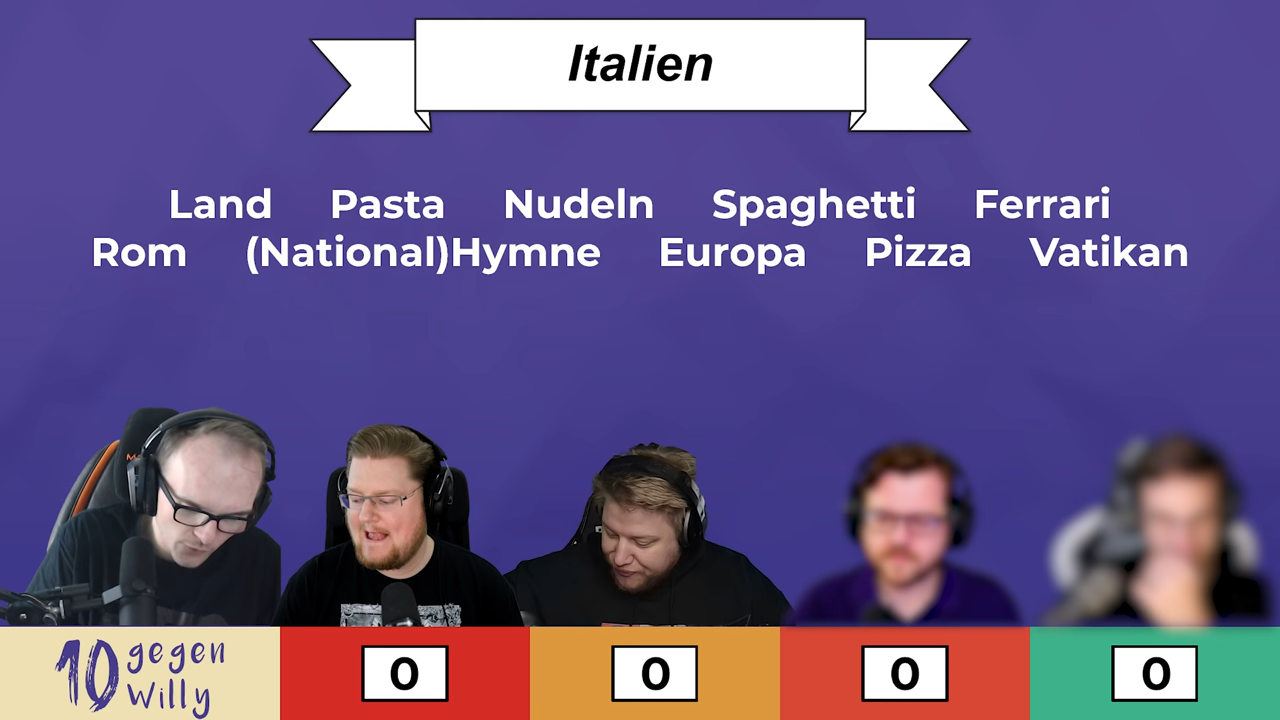 Italien
Land Pasta Nudeln Spaghetti Ferrari
Rom (National)Hymne Europa Pizza Vatikan
10 gegen Willy
0 0 0 0